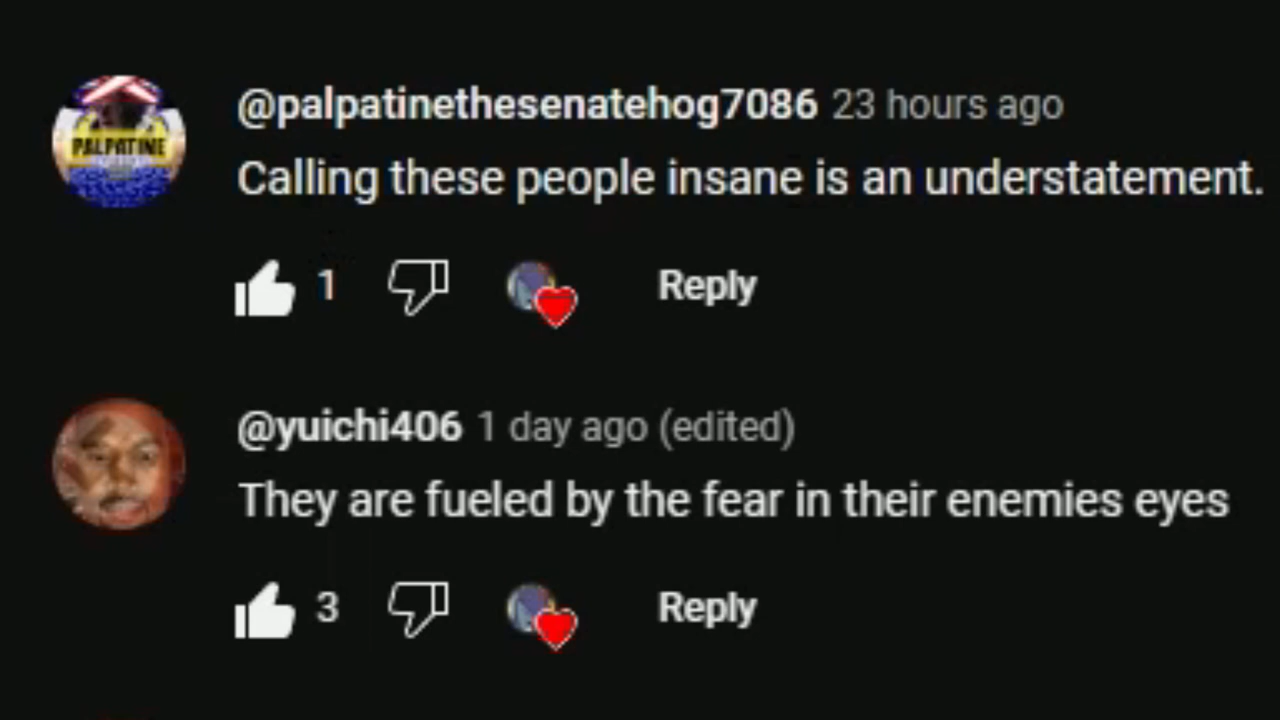 @palpatinethesenatehog7086 23 hours ago
PALPATINE
Calling these people insane is an understatement.
1 Reply
@yuichi406 1 day ago (edited)
They are fueled by the fear in their enemies eyes
3 Reply